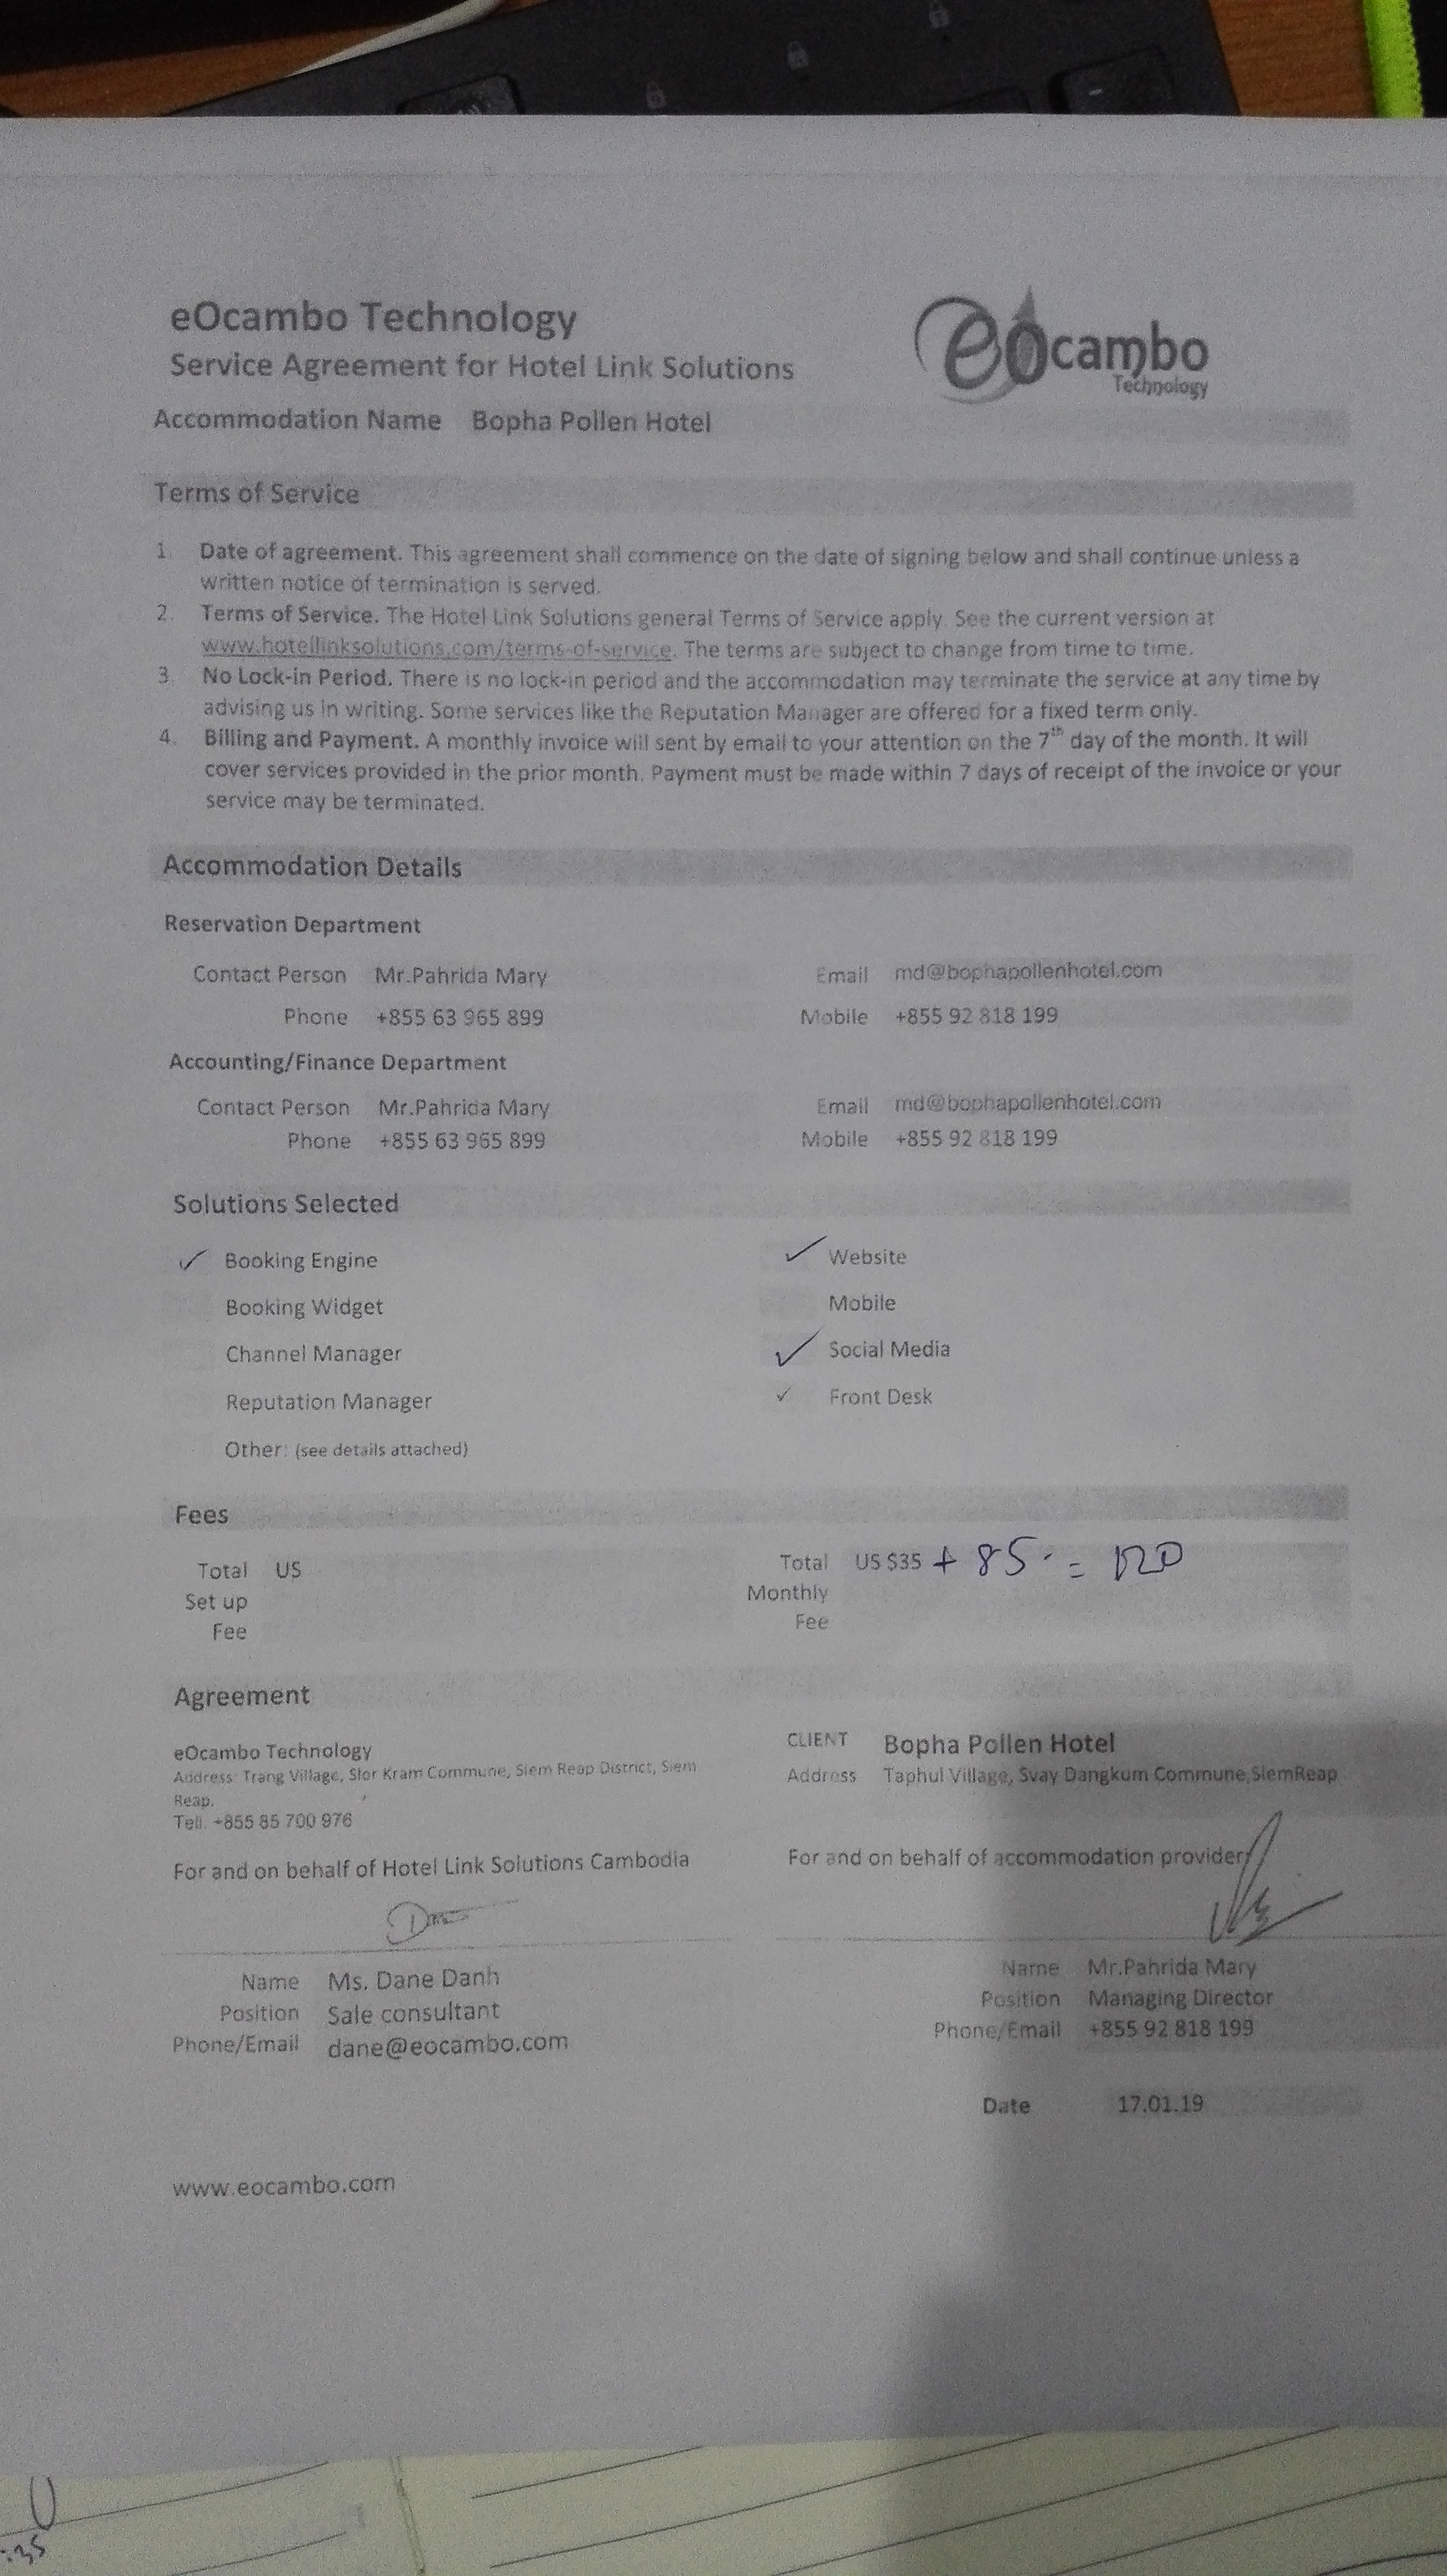 eOcambo Technology
Service Agreement for Hotel Link Solutions
eocambo
Technology
Accommodation Name Bopha Pollen Hotel
Terms of Service
1. Date of agreement. This agreement shall commence on the date of signing below and shall continue unless a
written notice of termination is served.
2. Terms of Service. The Hotel Link Solutions general Terms of Service apply. See the current version at
www.hotellinksolutions.com/terms-of-service. The terms are subject to change from time to time.
3. No Lock-in Period. There is no lock-in period and the accommodation may terminate the service at any time by
advising us in writing. Some services like the Reputation Manager are offered for a fixed term only.
4. Billing and Payment. A monthly invoice will sent by email to your attention on the 7th day of the month. It will
cover services provided in the prior month. Payment must be made within 7 days of receipt of the invoice or your
service may be terminated.
Accommodation Details
Reservation Department
Contact Person Mr.Pahrida Mary Email md@bophapollenhotel.com
Phone +855 63 965 899 Mobile +855 92 818 199
Accounting/Finance Department
Contact Person Mr.Pahrida Mary Email md@bophapollenhotel.com
Phone +855 63 965 899 Mobile +855 92 818 199
Solutions Selected
✓ Booking Engine ✓ Website
Booking Widget Mobile
Channel Manager ✓ Social Media
Reputation Manager ✓ Front Desk
Other: (see details attached)
Fees
Total US Total US $35 + 85 = 120
Set up Monthly
Fee Fee
Agreement
eOcambo Technology CLIENT Bopha Pollen Hotel
Address: Trang Village, Slor Kram Commune, Siem Reap District, Siem Address Taphul Village, Svay Dangkum Commune,SiemReap
Reap.
Tell: +855 85 700 976
For and on behalf of Hotel Link Solutions Cambodia For and on behalf of accommodation provider
Name Ms. Dane Danh Name Mr.Pahrida Mary
Position Sale consultant Position Managing Director
Phone/Email dane@eocambo.com Phone/Email +855 92 818 199
Date 17.01.19
www.eocambo.com